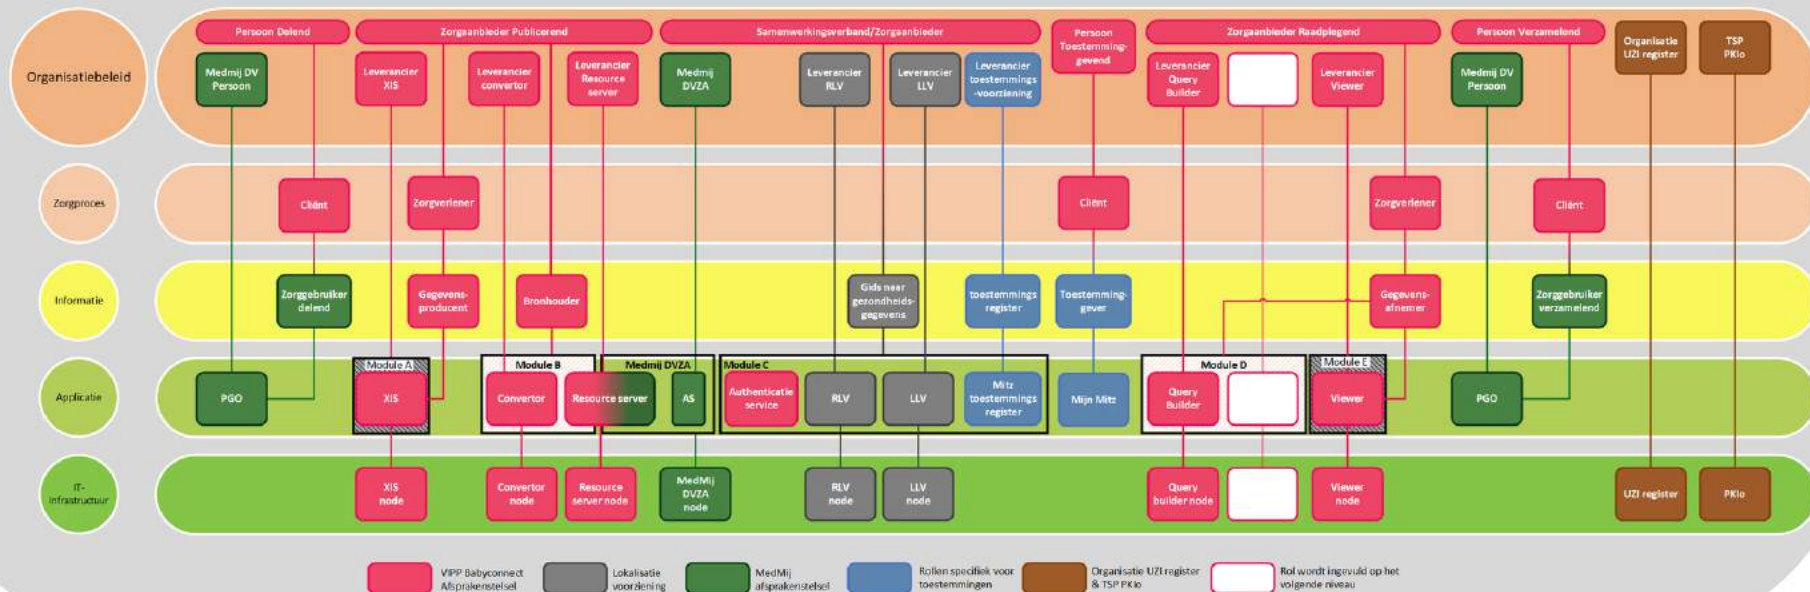 Persoon Delend
Zorgaanbieder Publicerend
Samenwerkingsverband/Zorgaanbieder
Persoon
Toestemming-
gevend
Zorgaanbieder Raadplegend
Persoon Verzamelend
Organisatie
UZI register
TSP
PKIo
Organisatiebeleid
Medmij DV
Persoon
Leverancier
XIS
Leverancier
convertor
Leverancier
Resource
server
Medmij
DVZA
Leverancier
RLV
Leverancier
LLV
Leverancier
toestemmings
-voorziening
Leverancier
Query
Builder
Leverancier
Viewer
Medmij DV
Persoon
Zorgproces
Cliënt
Zorgverlener
Cliënt
Zorgverlener
Cliënt
Informatie
Zorggebruiker
delend
Gegevens-
producent
Bronhouder
Gids naar
gezondheids-
gegevens
toestemmings
register
Toestemming-
gever
Gegevens-
afnemer
Zorggebruiker
verzamelend
Module A
Module B
Medmij DVZA
Module C
Module D
Module E
Applicatie
PGO
XIS
Convertor
Resource server
AS
Authenticatie
service
RLV
LLV
Mitz
toestemmings
register
Mijn Mitz
Query
Builder
Viewer
PGO
IT-
Infrastructuur
XIS
node
Convertor
node
Resource
server node
MedMij
DVZA
node
RLV
node
LLV
node
Query
builder node
Viewer
node
UZI register
PKIo
VIPP Babyconnect
Afsprakenstelsel
Lokalisatie
voorziening
MedMij
afsprakenstelsel
Rollen specifiek voor
toestemmingen
Organisatie UZI register
& TSP PKIo
Rol wordt ingevuld op het
volgende niveau